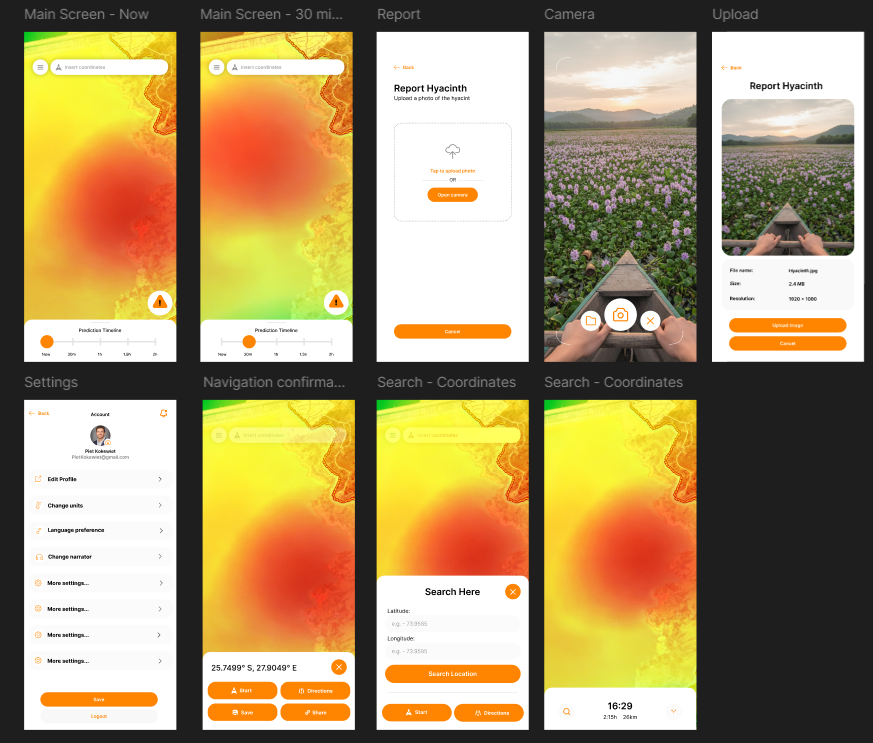 Main Screen - Now
Main Screen - 30 mi...
Report
Camera
Upload
Insert coordinates
Prediction Timeline
Now
30m
1h
1.5h
2h
Insert coordinates
Prediction Timeline
Now
30m
1h
1.5h
2h
← Back
Report Hyacinth
Upload a photo of the hyacint
Tap to upload photo
OR
Open camera
Cancel
← Back
Report Hyacinth
File name: Hyacinth.jpg
Size: 2.4 MB
Resolution: 1920 × 1080
Upload image
Cancel
Settings
Navigation confirma...
Search - Coordinates
Search - Coordinates
← Back
Account
Piet Kokewiet
PietKokewiet@gmail.com
Edit Profile
Change units
Language preference
Change narrator
More settings...
More settings...
More settings...
More settings...
Save
Logout
Insert coordinates
25.7499° S, 27.9049° E
Start
Directions
Save
Share
Insert coordinates
Search Here
Latitude:
e.g. - 73.9555
Longitude:
e.g. - 73.9555
Search Location
Start
Directions
16:29
2:15h 26km